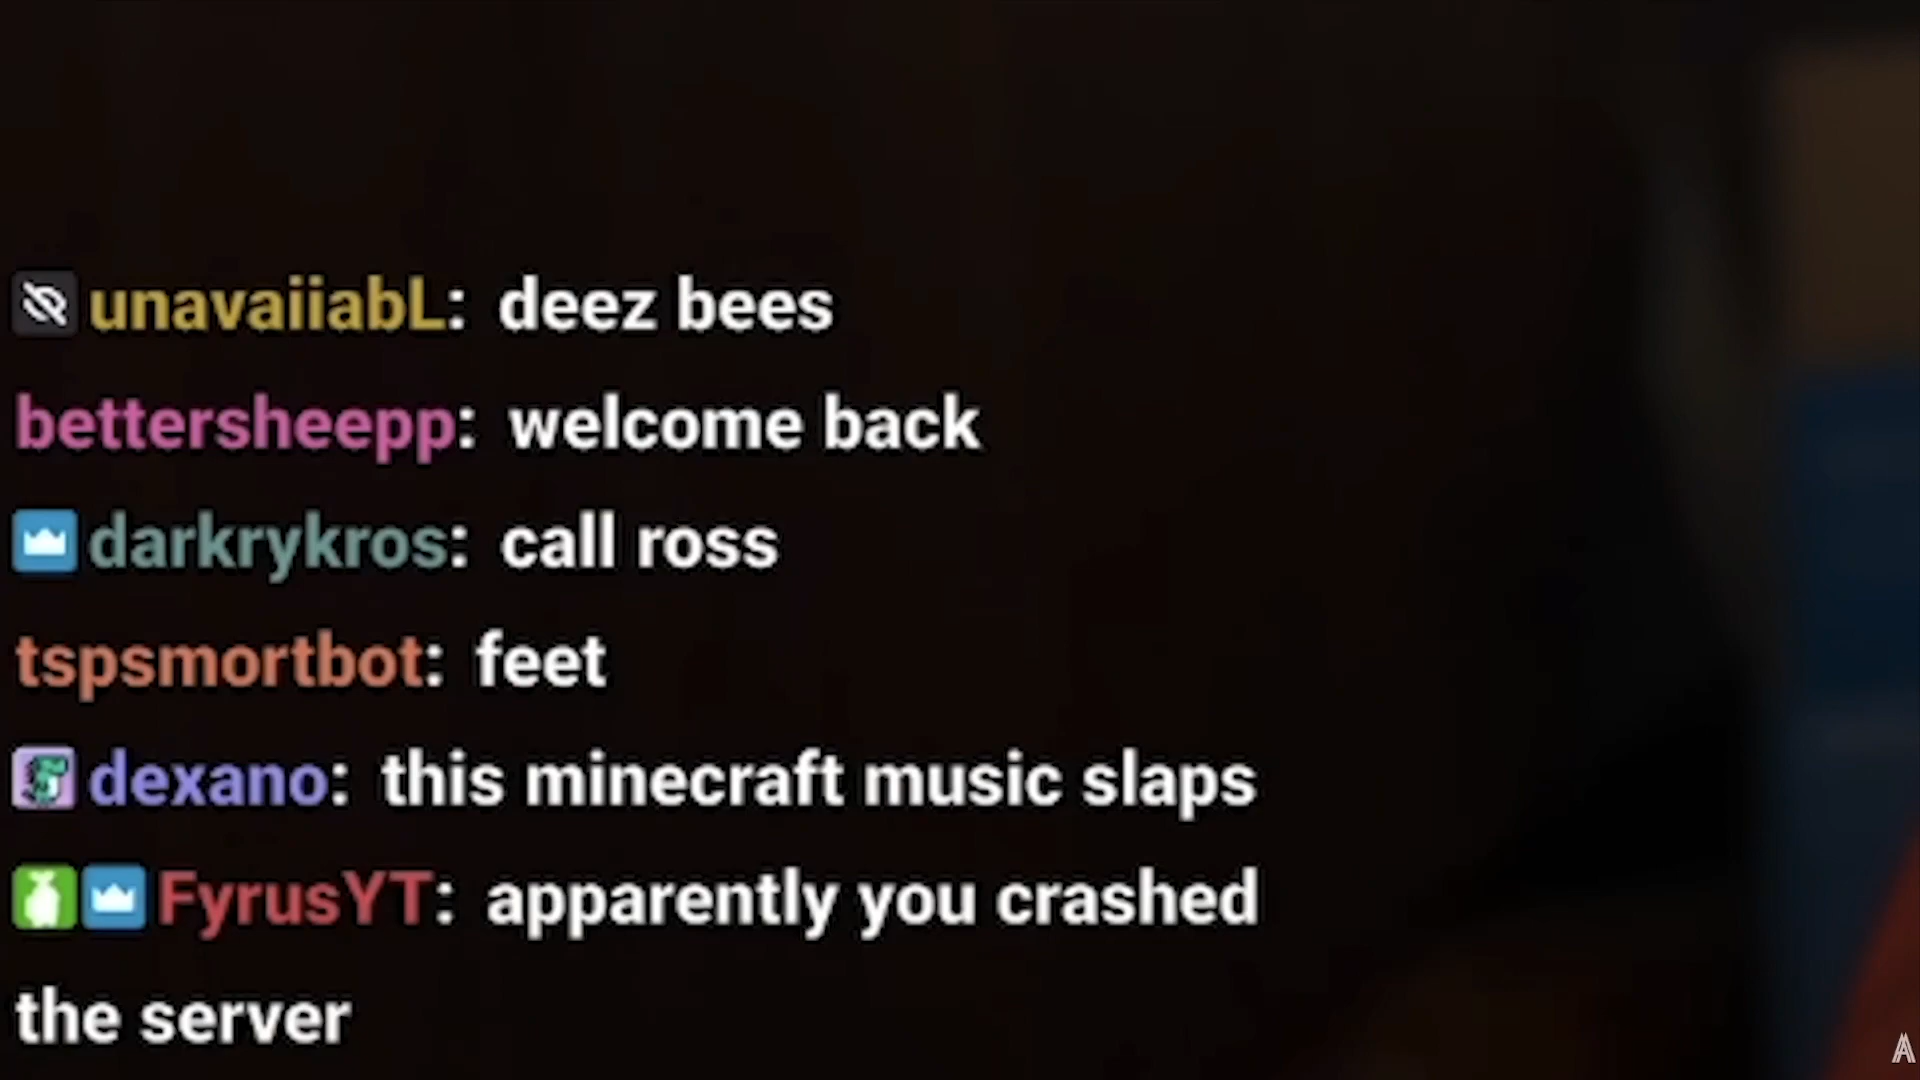 unavaiiabL: deez bees
bettersheepp: welcome back
darkrykros: call ross
tspsmortbot: feet
dexano: this minecraft music slaps
FyrusYT: apparently you crashed
the server